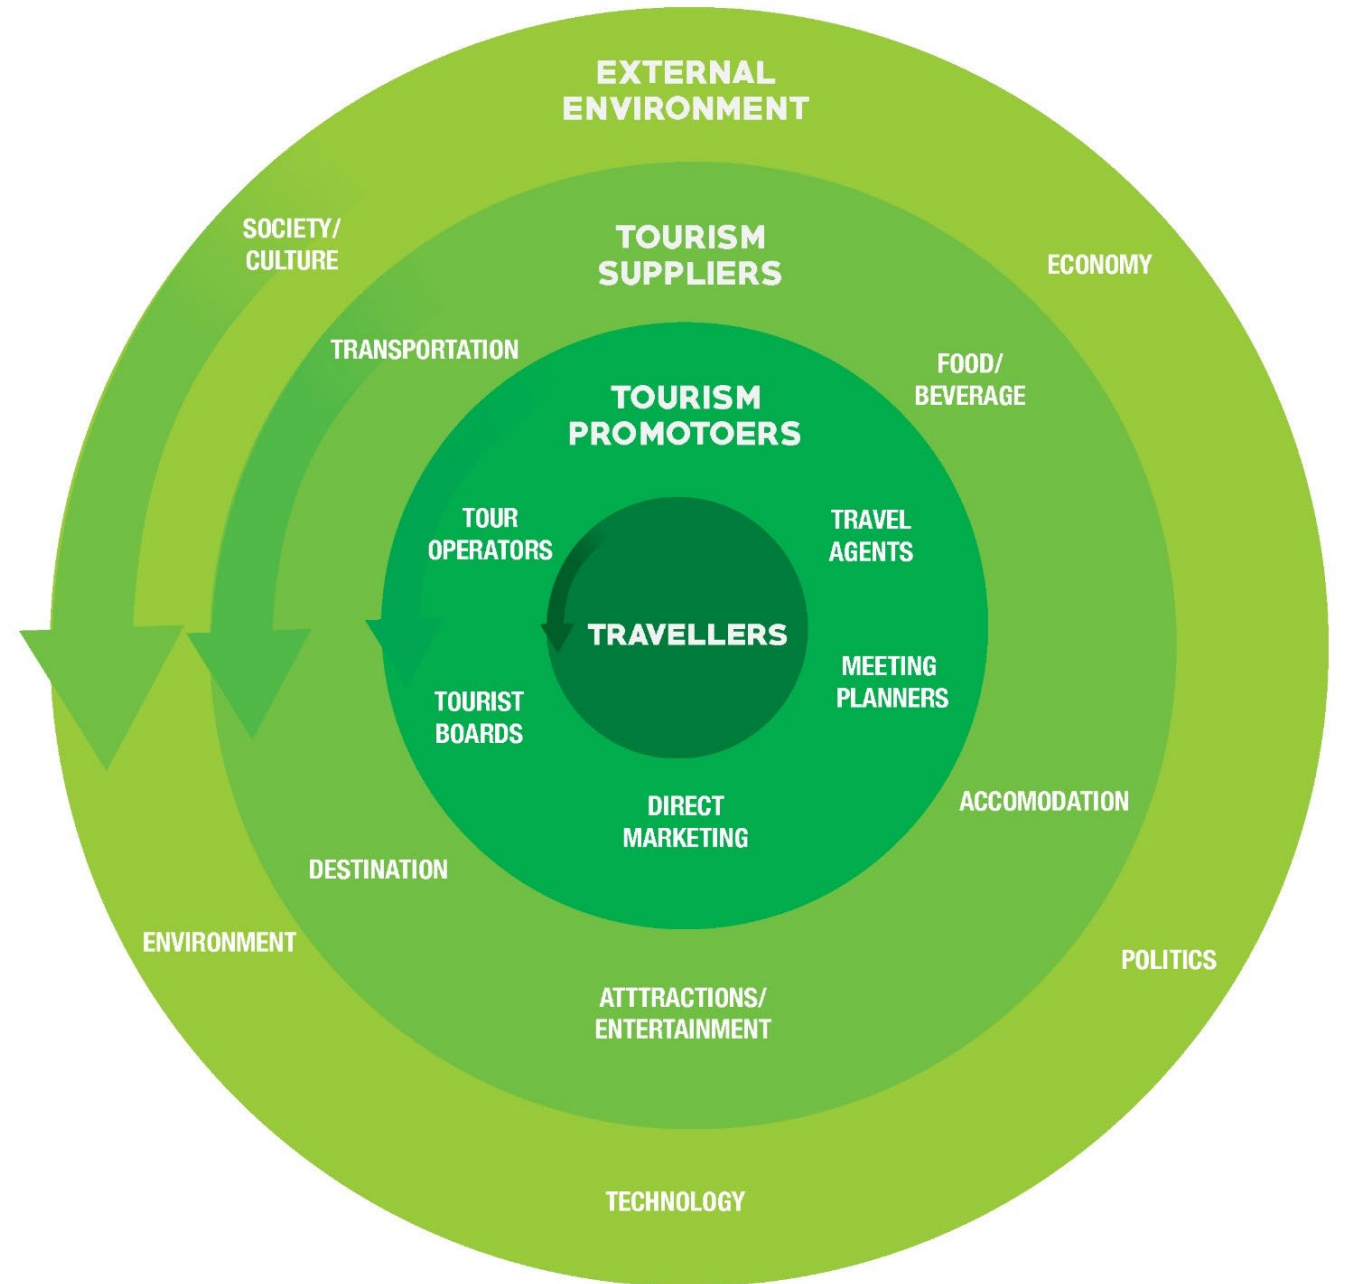 EXTERNAL
ENVIRONMENT
SOCIETY/
CULTURE
ECONOMY
TOURISM
SUPPLIERS
TRANSPORTATION
FOOD/
BEVERAGE
TOURISM
PROMOTOERS
TOUR
OPERATORS
TRAVEL
AGENTS
TRAVELLERS
MEETING
PLANNERS
TOURIST
BOARDS
DIRECT
MARKETING
ACCOMODATION
DESTINATION
ENVIRONMENT
POLITICS
ATTTRACTIONS/
ENTERTAINMENT
TECHNOLOGY